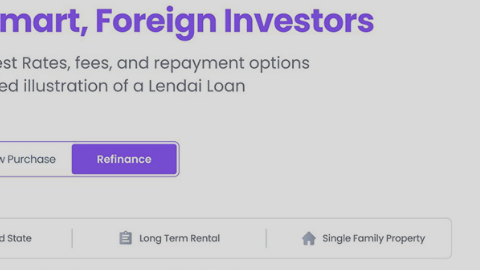 mart, Foreign Investors
est Rates, fees, and repayment options
ed illustration of a Lendai Loan
w Purchase Refinance
d State Long Term Rental Single Family Property